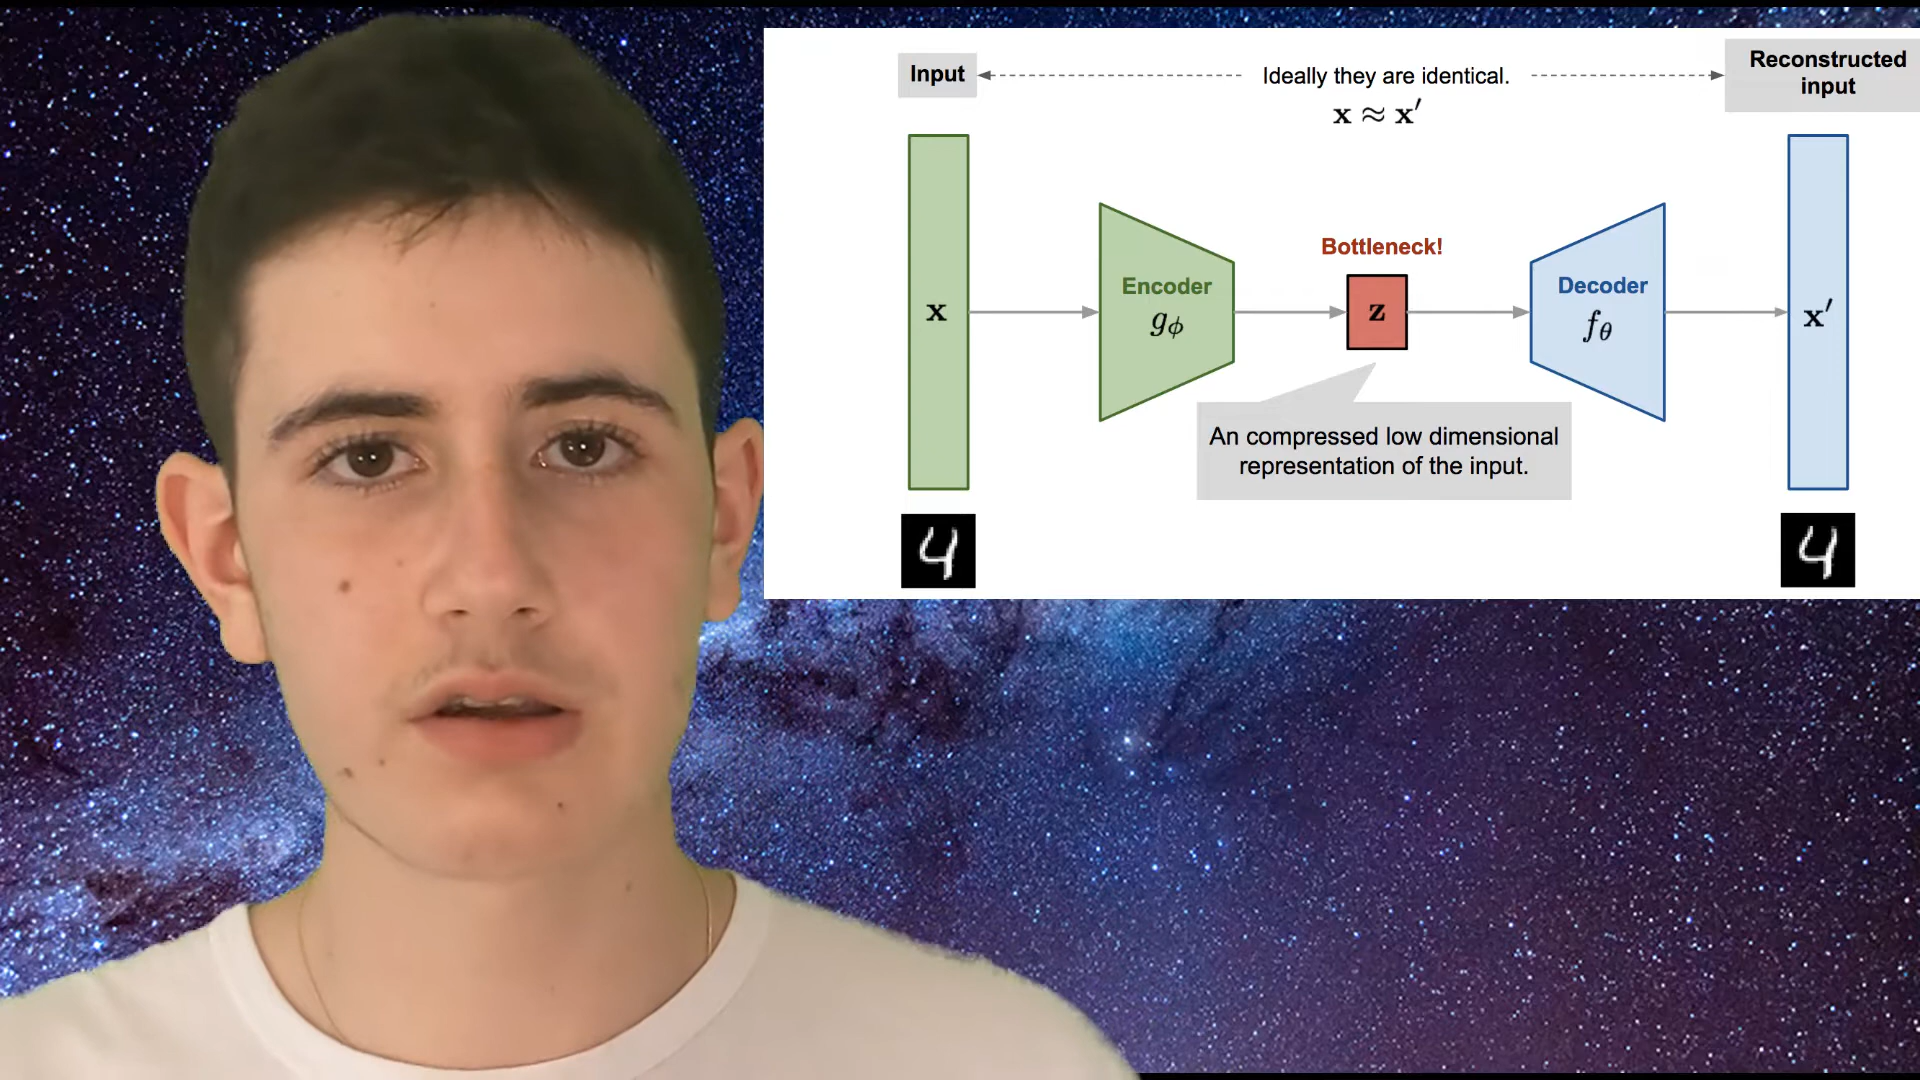 Input
Ideally they are identical.
x ≈ x′
Reconstructed
input
x
Encoder
gϕ
Bottleneck!
z
Decoder
fθ
x′
An compressed low dimensional
representation of the input.
4
4